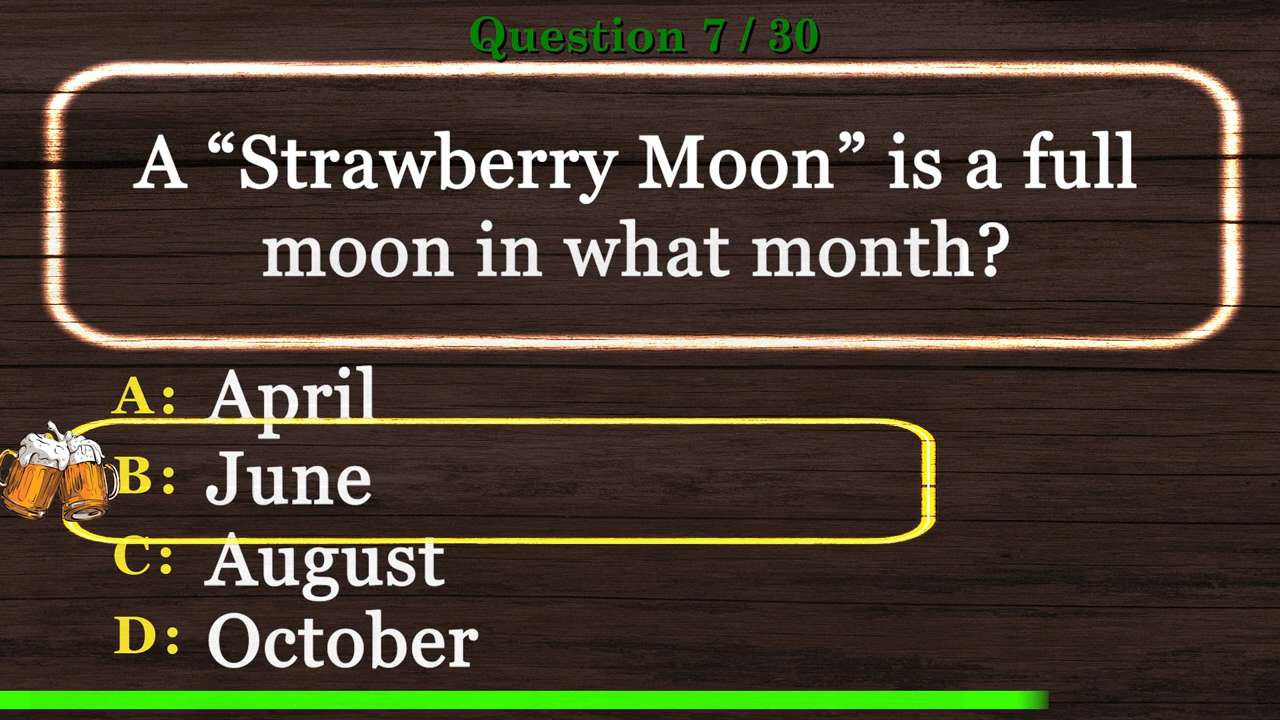 Question 7 / 30
A “Strawberry Moon” is a full
moon in what month?
A: April
B: June
C: August
D: October